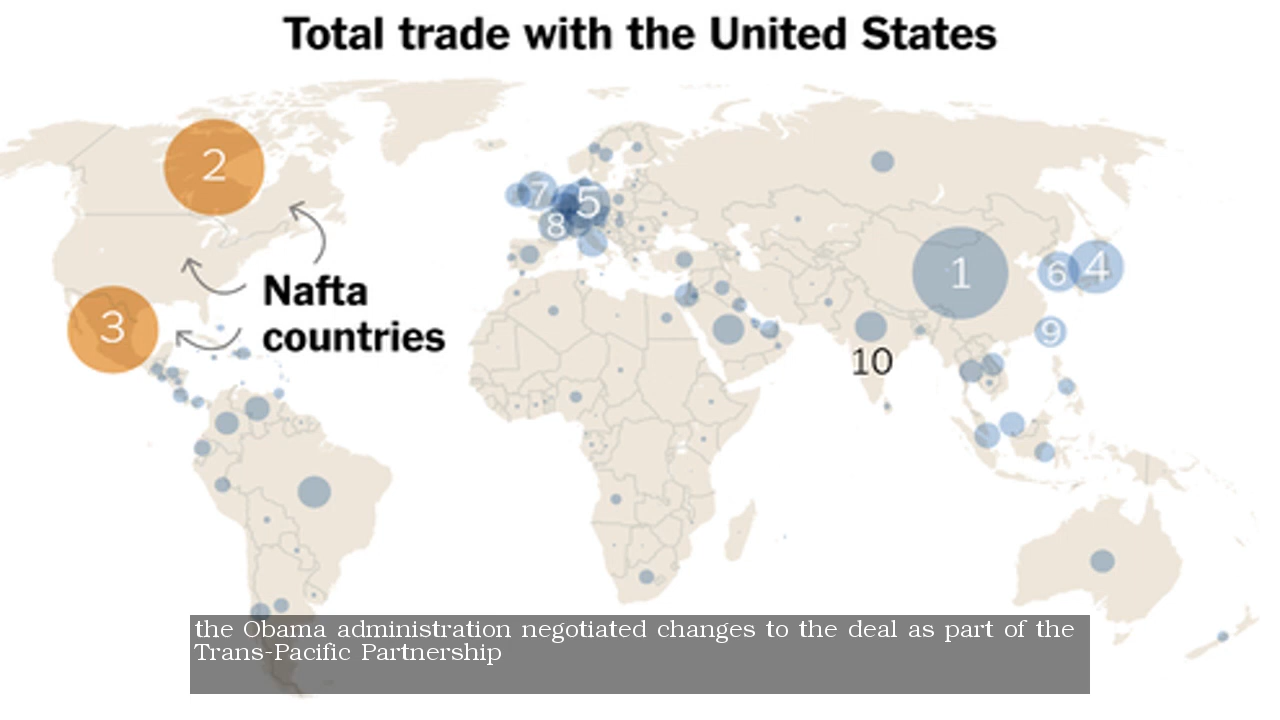 Total trade with the United States
2
7
5
8
1
6
4
Nafta
countries
3
9
10
the Obama administration negotiated changes to the deal as part of the
Trans-Pacific Partnership